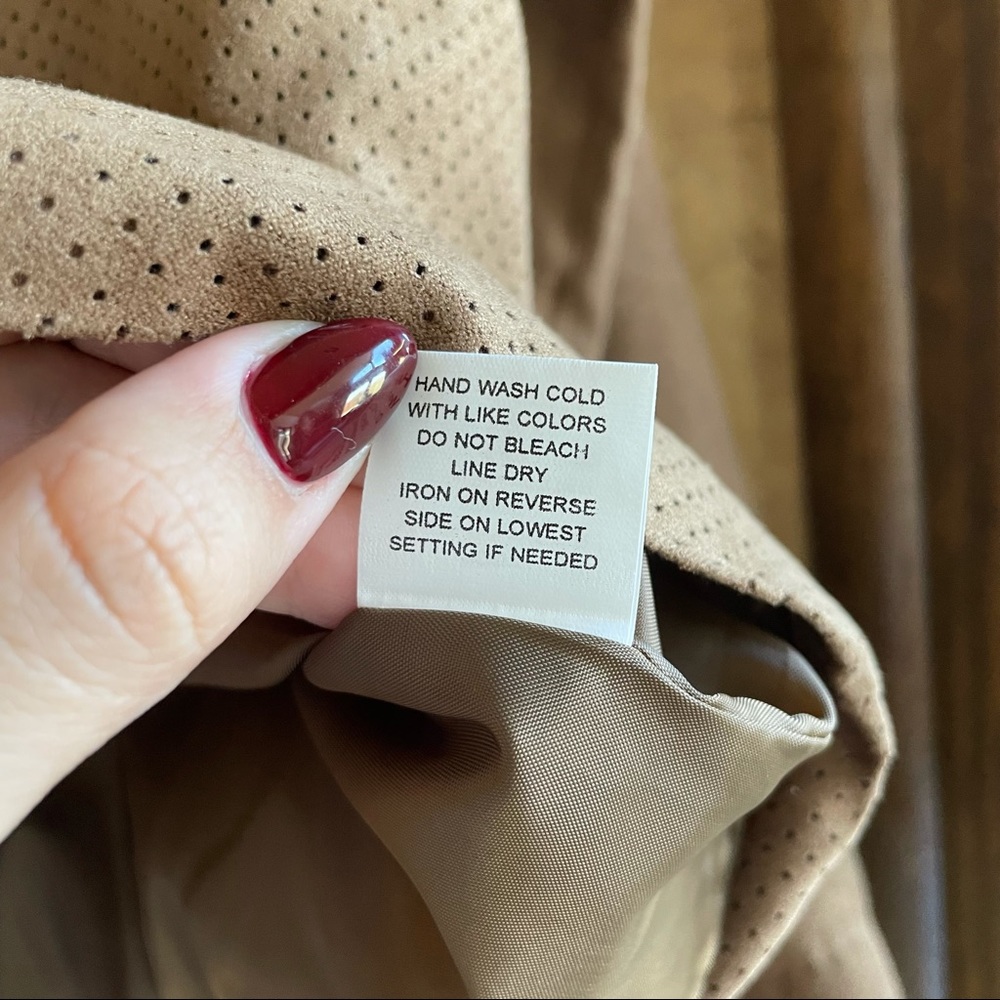 HAND WASH COLD
WITH LIKE COLORS
DO NOT BLEACH
LINE DRY
IRON ON REVERSE
SIDE ON LOWEST
SETTING IF NEEDED